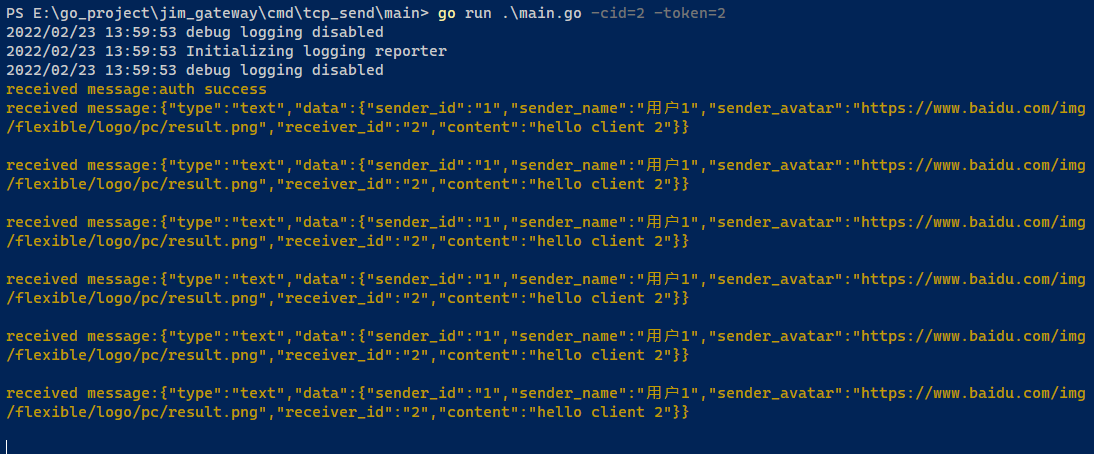 PS E:\go_project\jim_gateway\cmd\tcp_send\main> go run .\main.go -cid=2 -token=2
2022/02/23 13:59:53 debug logging disabled
2022/02/23 13:59:53 Initializing logging reporter
2022/02/23 13:59:53 debug logging disabled
received message:auth success
received message:{"type":"text","data":{"sender_id":"1","sender_name":"用户1","sender_avatar":"https://www.baidu.com/img
/flexible/logo/pc/result.png","receiver_id":"2","content":"hello client 2"}}
received message:{"type":"text","data":{"sender_id":"1","sender_name":"用户1","sender_avatar":"https://www.baidu.com/img
/flexible/logo/pc/result.png","receiver_id":"2","content":"hello client 2"}}
received message:{"type":"text","data":{"sender_id":"1","sender_name":"用户1","sender_avatar":"https://www.baidu.com/img
/flexible/logo/pc/result.png","receiver_id":"2","content":"hello client 2"}}
received message:{"type":"text","data":{"sender_id":"1","sender_name":"用户1","sender_avatar":"https://www.baidu.com/img
/flexible/logo/pc/result.png","receiver_id":"2","content":"hello client 2"}}
received message:{"type":"text","data":{"sender_id":"1","sender_name":"用户1","sender_avatar":"https://www.baidu.com/img
/flexible/logo/pc/result.png","receiver_id":"2","content":"hello client 2"}}
received message:{"type":"text","data":{"sender_id":"1","sender_name":"用户1","sender_avatar":"https://www.baidu.com/img
/flexible/logo/pc/result.png","receiver_id":"2","content":"hello client 2"}}